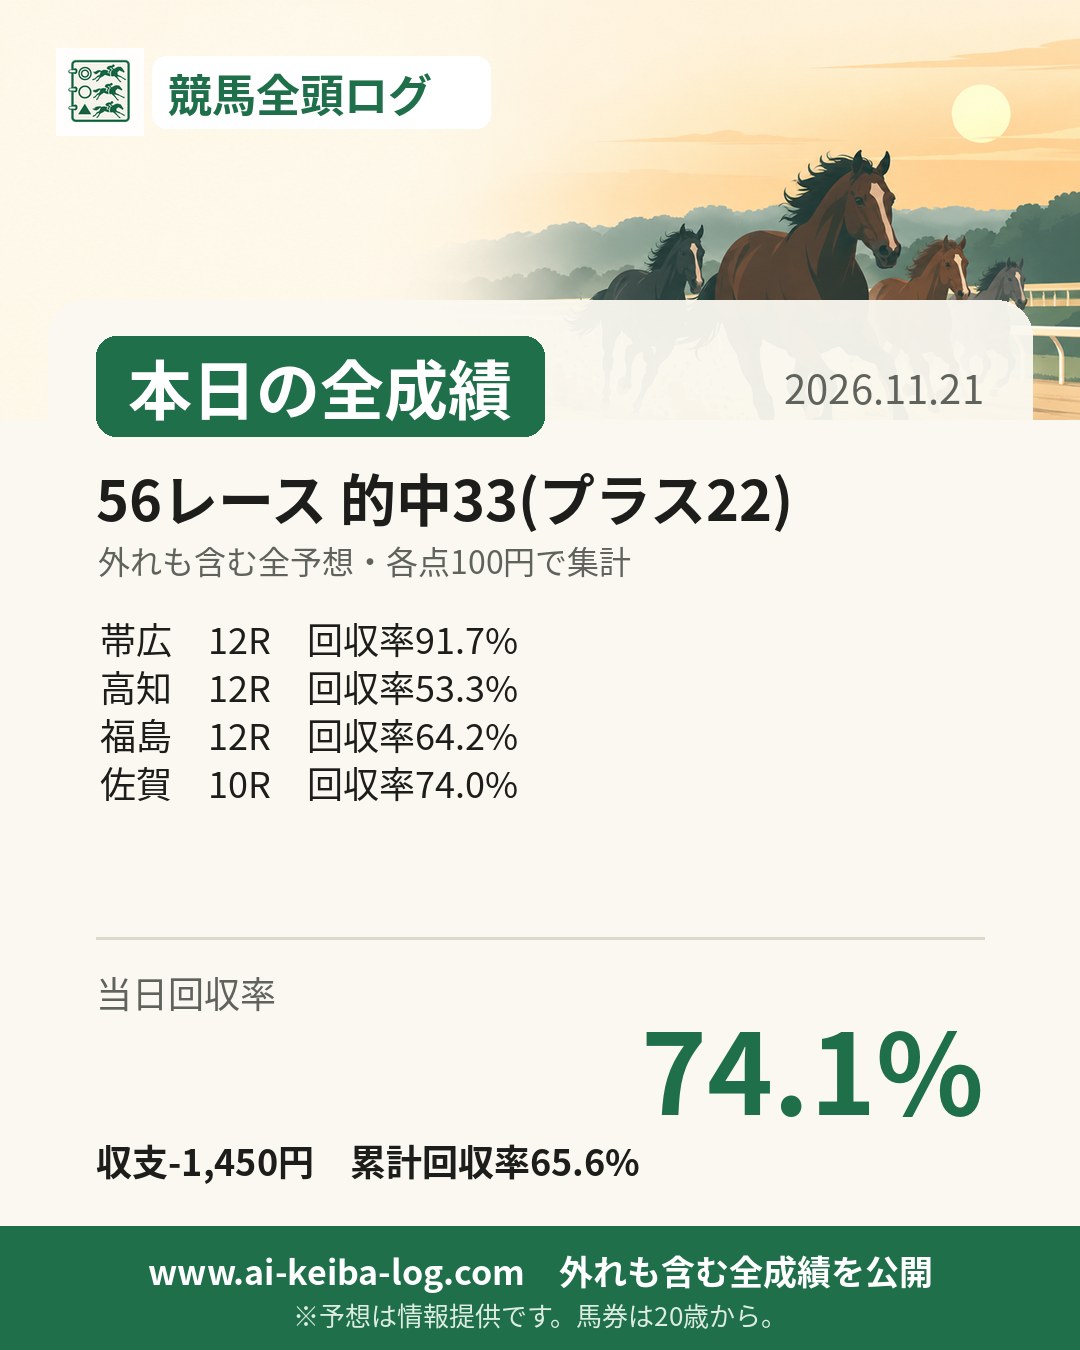 競馬全頭ログ
本日の全成績
2026.11.21
56レース 的中33(プラス22)
外れも含む全予想・各点100円で集計
帯広　12R　回収率91.7%
高知　12R　回収率53.3%
福島　12R　回収率64.2%
佐賀　10R　回収率74.0%
当日回収率
74.1%
収支-1,450円　累計回収率65.6%
www.ai-keiba-log.com　外れも含む全成績を公開
※予想は情報提供です。馬券は20歳から。